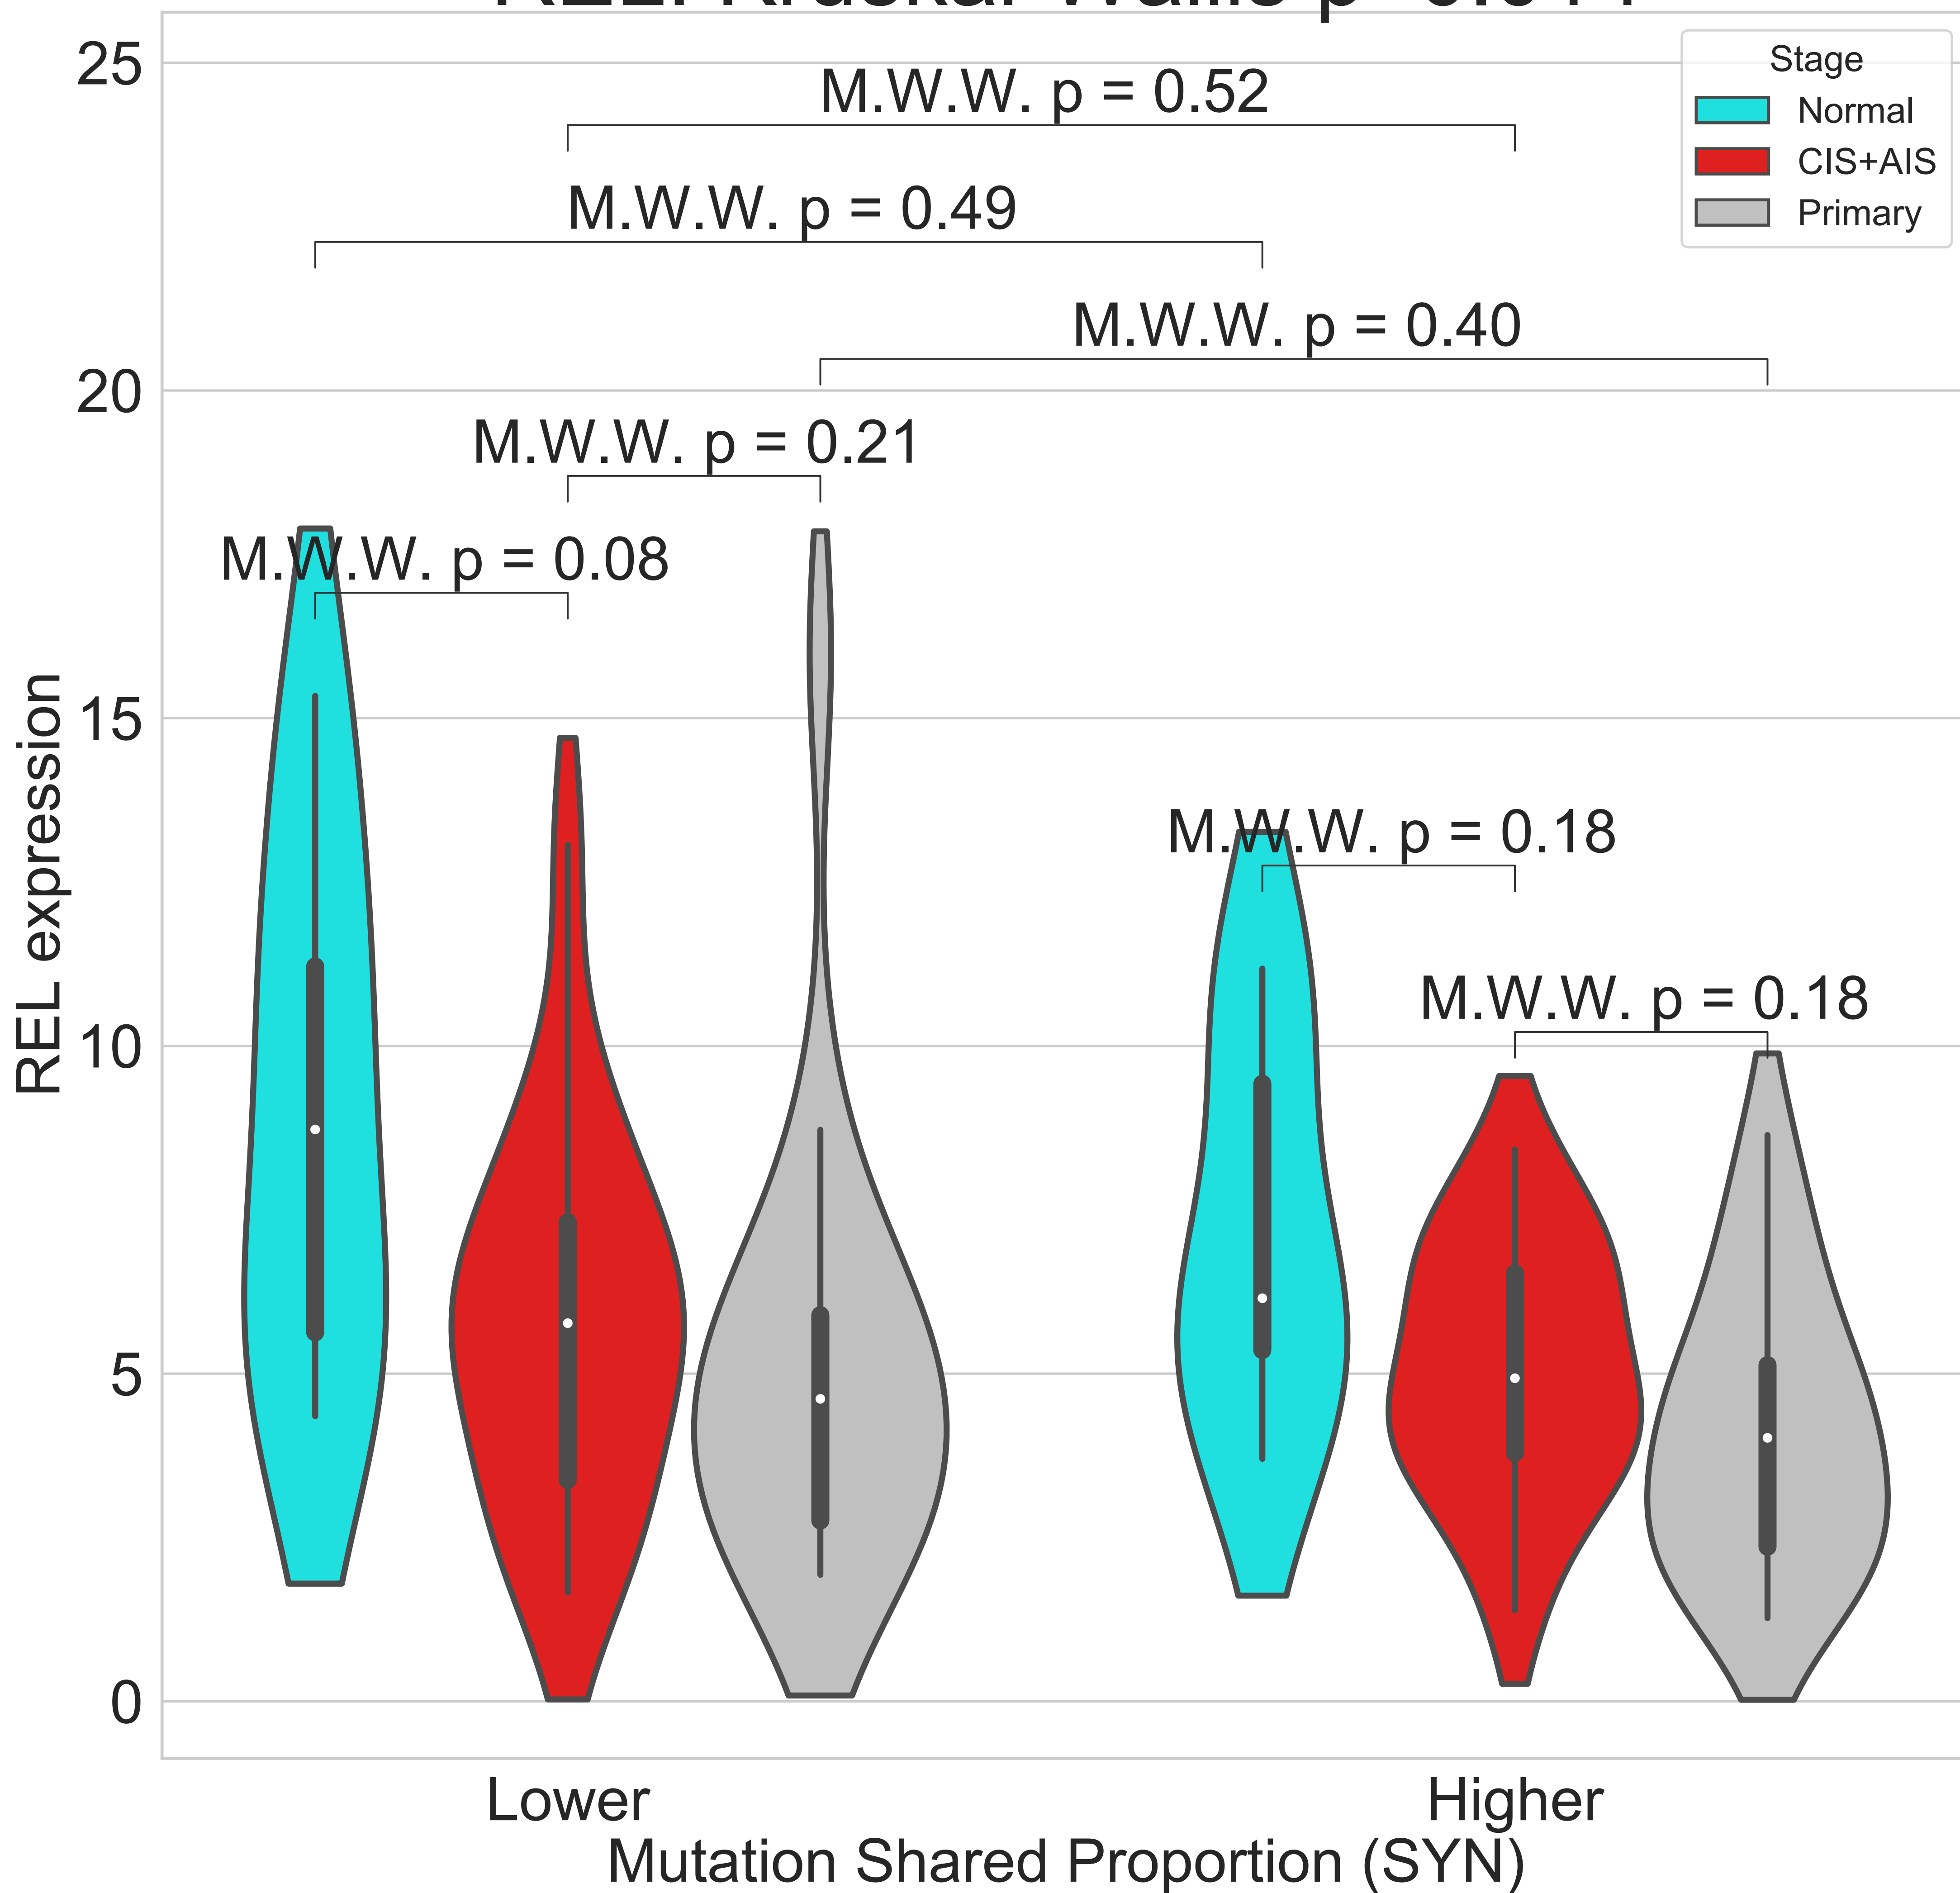 25
20
15
10
5
0
REL expression
M.W.W. p = 0.52
M.W.W. p = 0.49
M.W.W. p = 0.40
M.W.W. p = 0.21
M.W.W. p = 0.08
M.W.W. p = 0.18
M.W.W. p = 0.18
Stage
Normal
CIS+AIS
Primary
Lower
Higher
Mutation Shared Proportion (SYN)